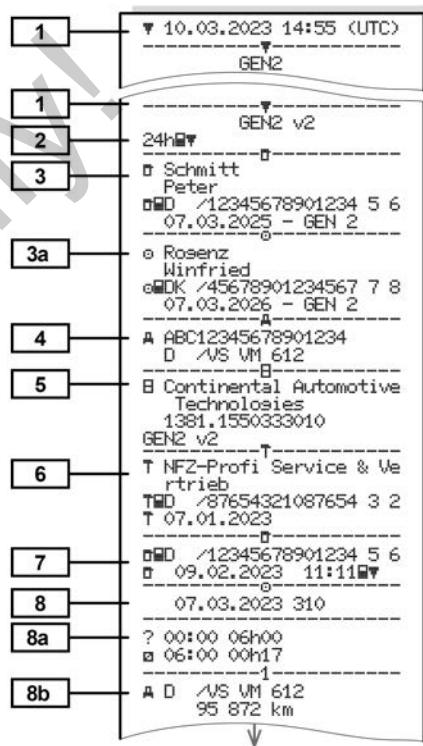 1 ▼ 10.03.2023 14:55 (UTC)
GEN2
1
GEN2 v2
2 24h
3 Schmitt
Peter
D /12345678901234 5 6
07.03.2025 - GEN 2
3a Rogenz
Winfried
DK /45678901234567 7 8
07.03.2026 - GEN 2
4 A ABC12345678901234
D /VS VM 612
5 Continental Automotive
Technologies
1381.1550333010
GEN2 v2
6 T NFZ-Profi Service & Ve
rtrieb
T D /87654321087654 3 2
T 07.01.2023
7 D /12345678901234 5 6
09.02.2023 11:11
8 07.03.2023 310
8a ? 00:00 06h00
06:00 00h17
1
8b A D /VS VM 612
95 872 km
ly!